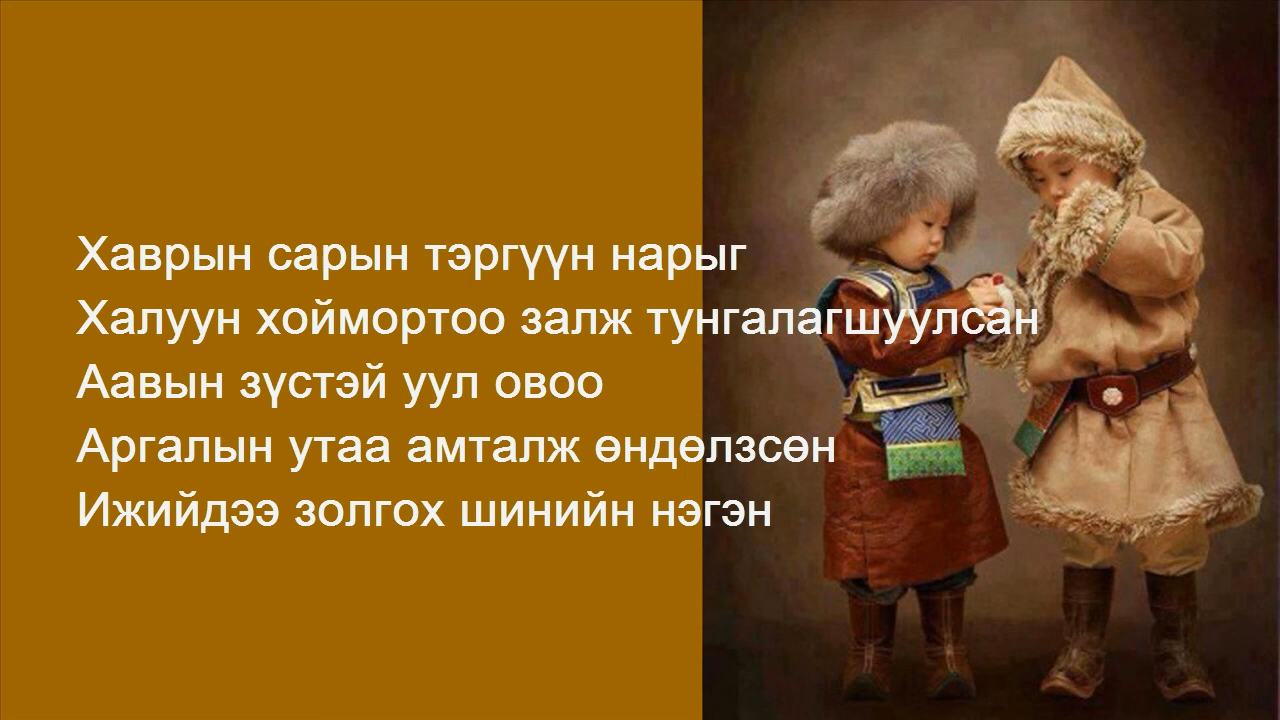 Хаврын сарын тэргүүн нарыг
Халуун хоймортоо залж тунгалагшуулсан
Аавын зүстэй уул овоо
Аргалын утаа амталж өндөлзсөн
Ижийдээ золгох шинийн нэгэн